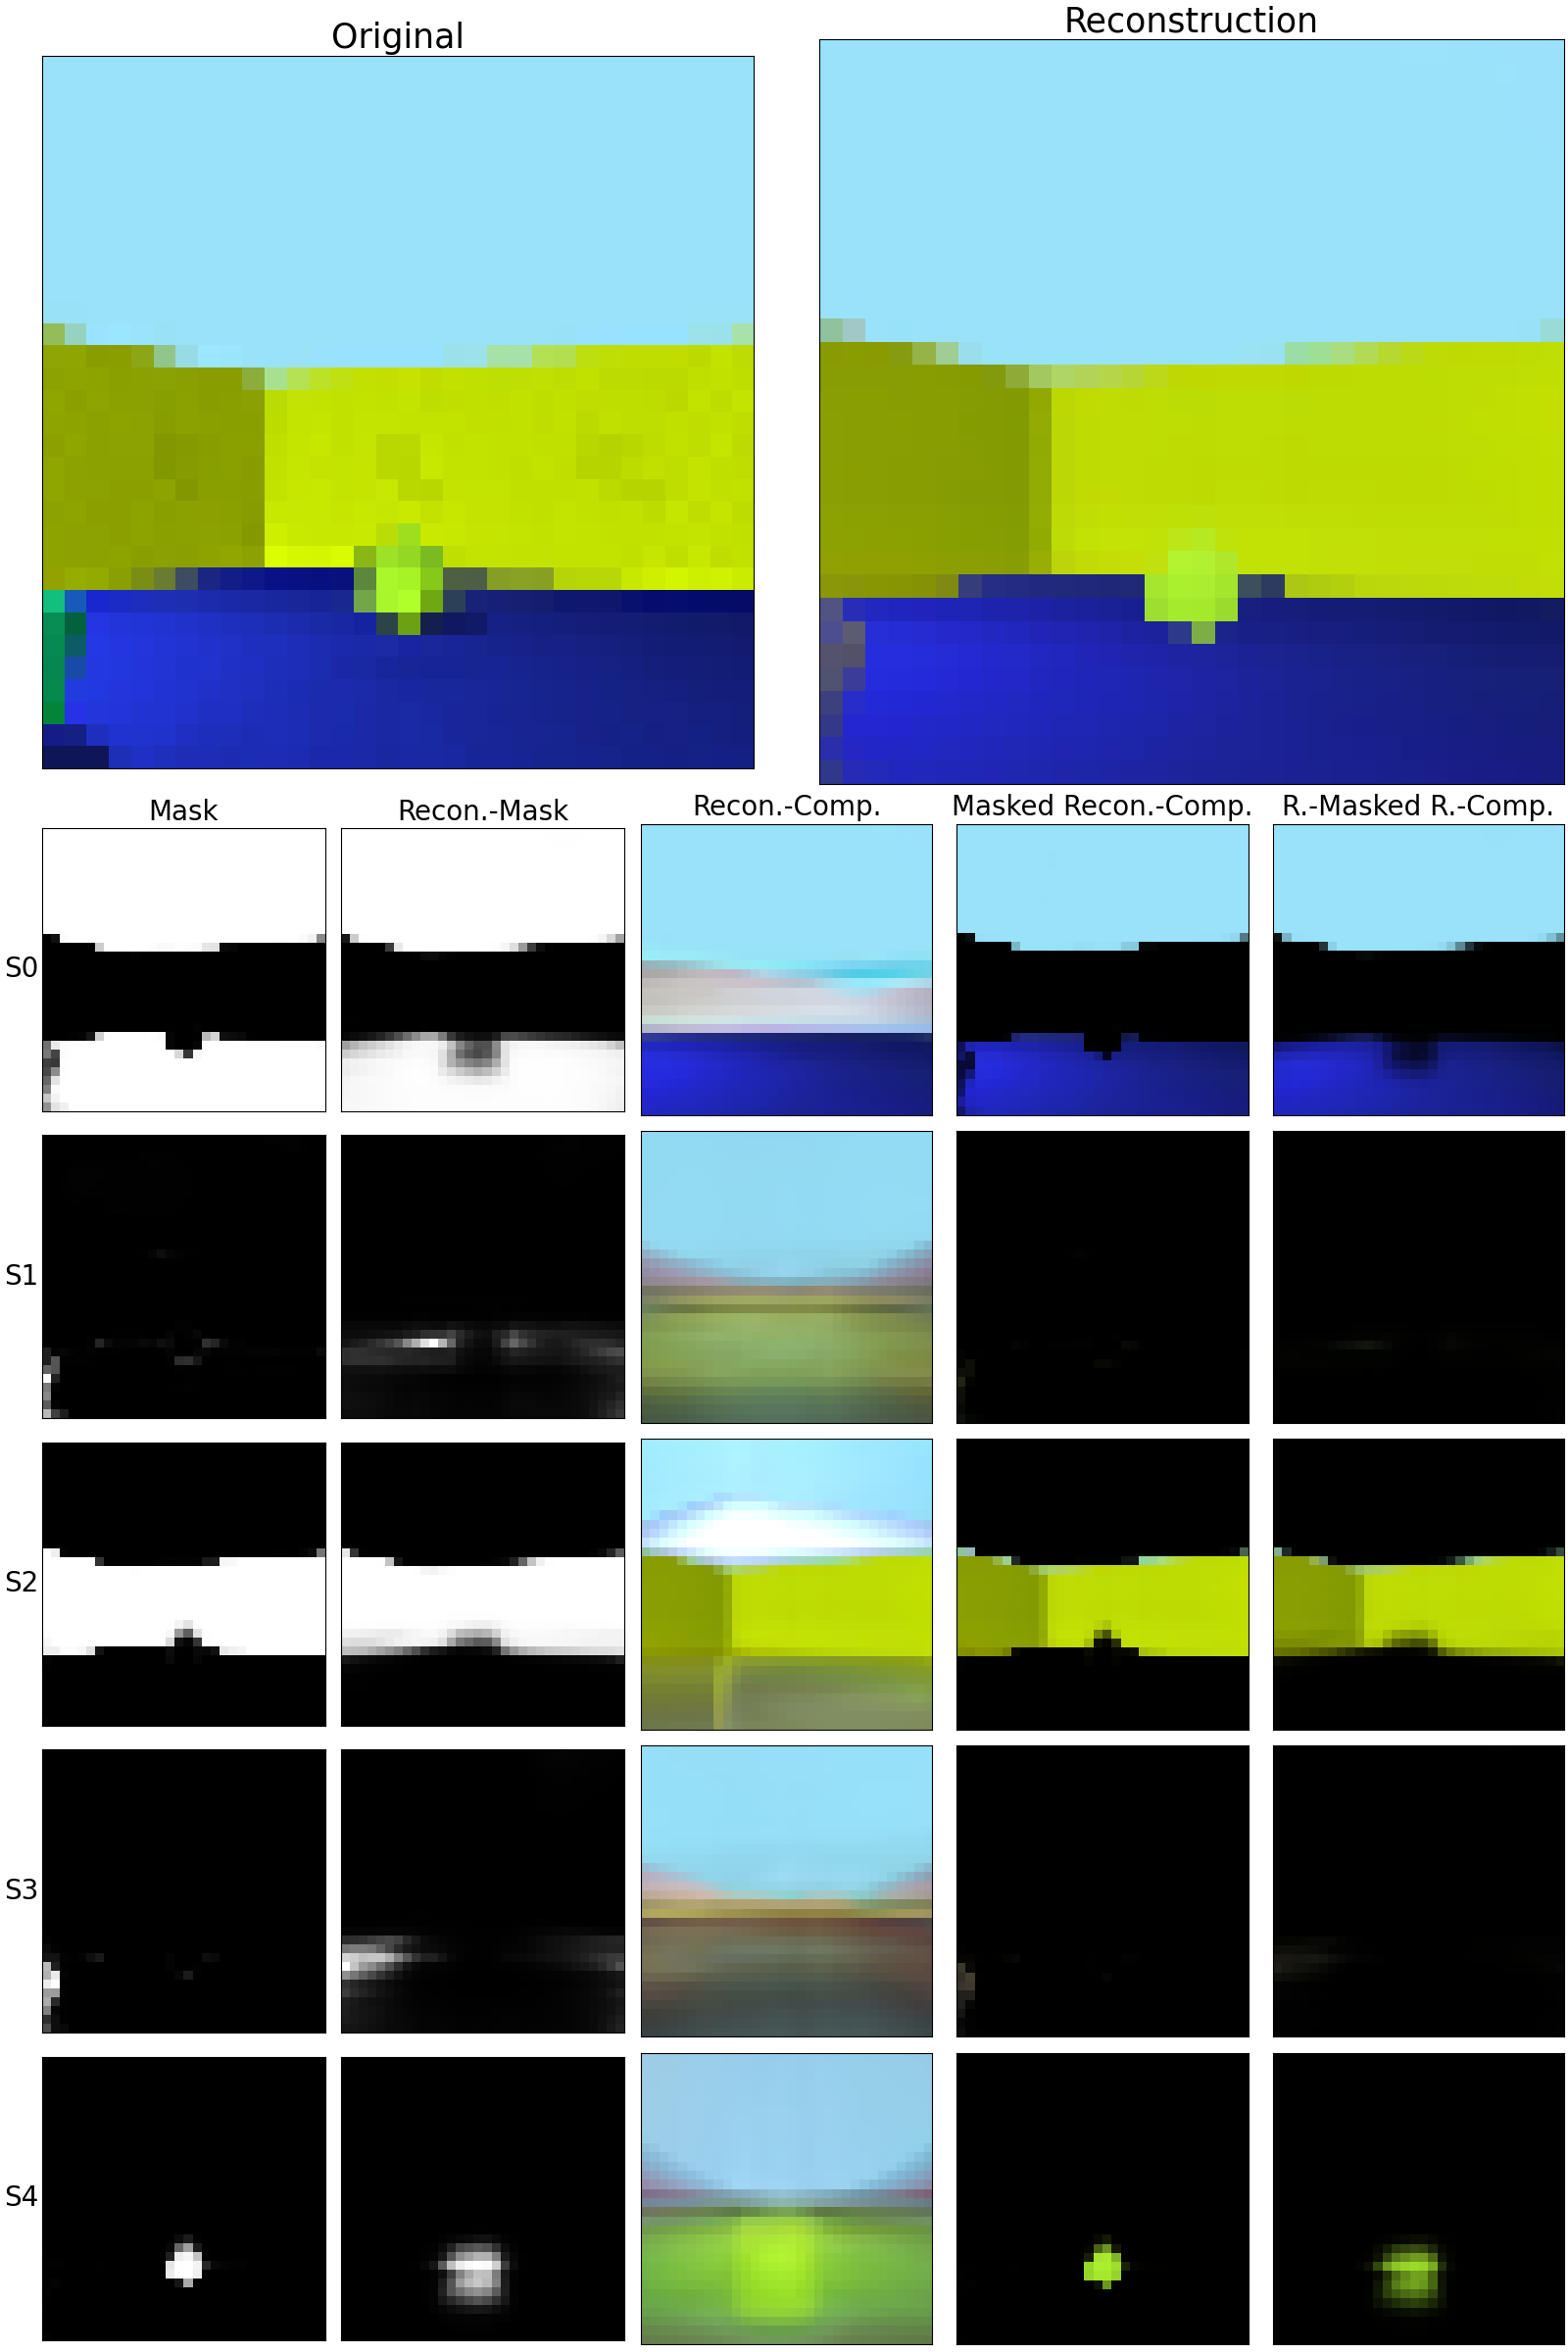 Original
Reconstruction
Mask
Recon.-Mask
Recon.-Comp.
Masked Recon.-Comp.
R.-Masked R.-Comp.
S0
S1
S2
S3
S4